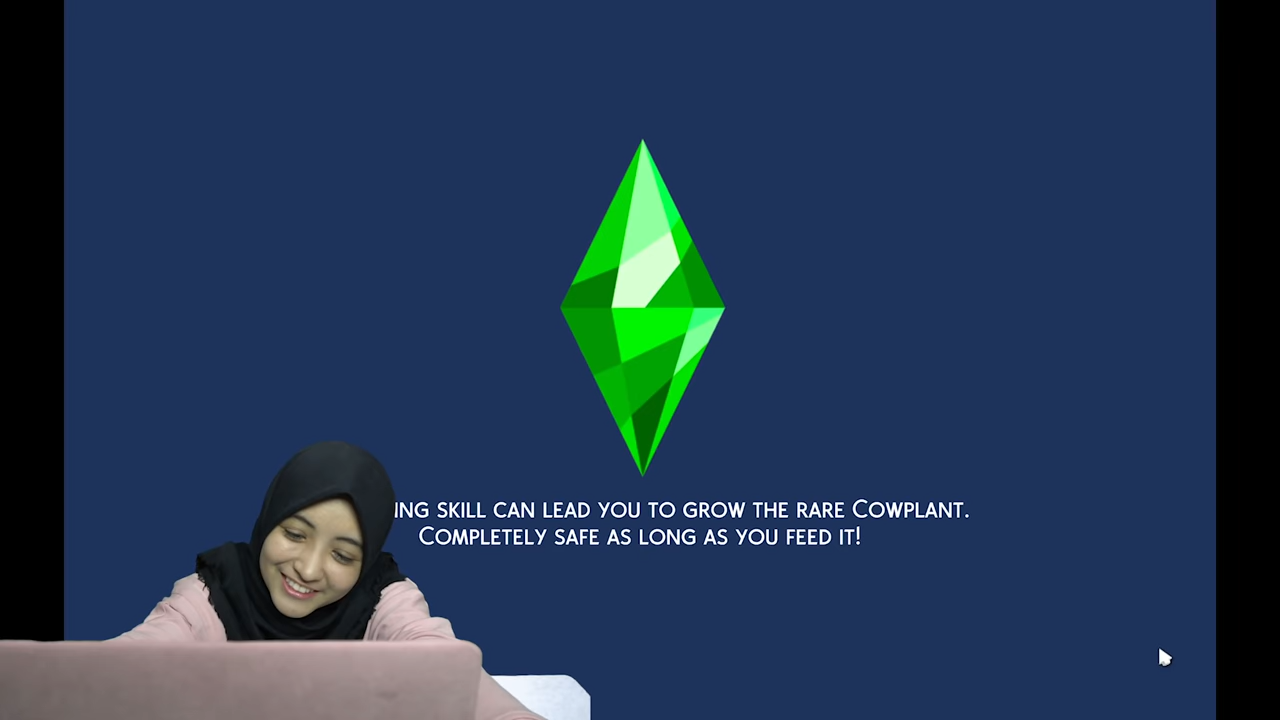 ING SKILL CAN LEAD YOU TO GROW THE RARE COWPLANT.
COMPLETELY SAFE AS LONG AS YOU FEED IT!